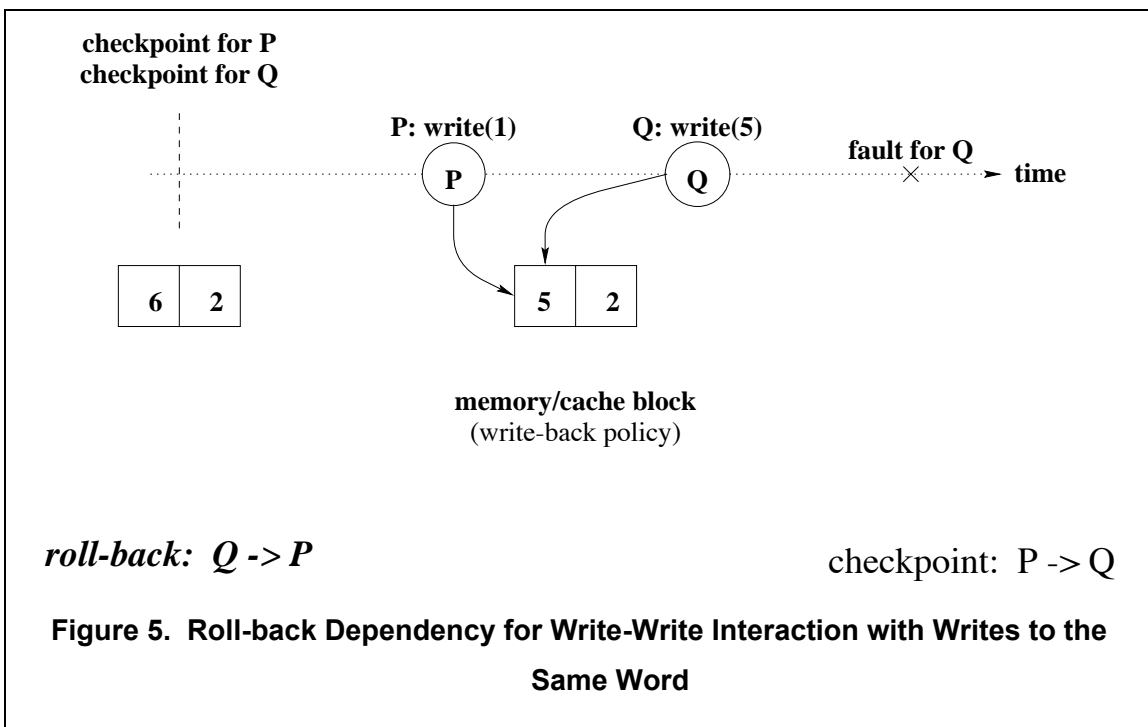 checkpoint for P
checkpoint for Q
P: write(1)
Q: write(5)
fault for Q
P
Q
time
6 2
5 2
memory/cache block
(write-back policy)
roll-back: Q -> P
checkpoint: P -> Q
Figure 5. Roll-back Dependency for Write-Write Interaction with Writes to the
Same Word